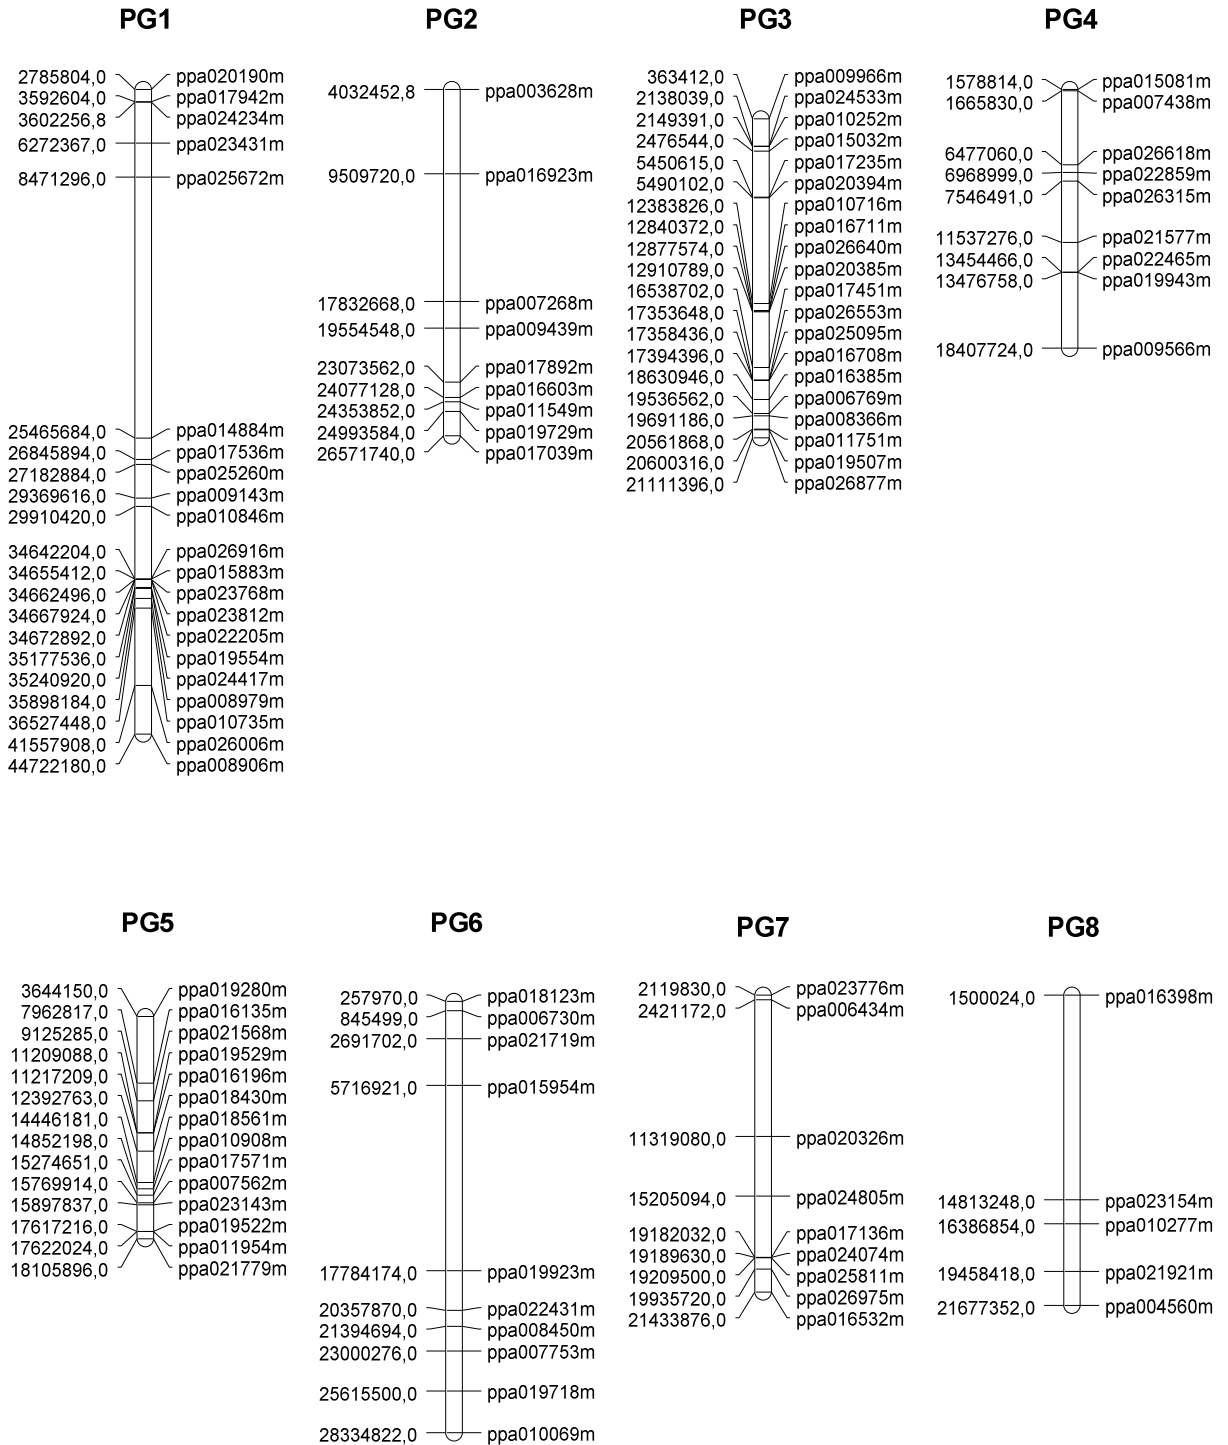 PG1
2785804,0 ppa020190m
3592604,0 ppa017942m
3602256,8 ppa024234m
6272367,0 ppa023431m
8471296,0 ppa025672m
25465684,0 ppa014884m
26845894,0 ppa017536m
27182884,0 ppa025260m
29369616,0 ppa009143m
29910420,0 ppa010846m
34642204,0 ppa026916m
34655412,0 ppa015883m
34662496,0 ppa023768m
34667924,0 ppa023812m
34672892,0 ppa022205m
35177536,0 ppa019554m
35240920,0 ppa024417m
35898184,0 ppa008979m
36527448,0 ppa010735m
41557908,0 ppa026006m
44722180,0 ppa008906m
PG2
4032452,8 ppa003628m
9509720,0 ppa016923m
17832668,0 ppa007268m
19554548,0 ppa009439m
23073562,0 ppa017892m
24077128,0 ppa016603m
24353852,0 ppa011549m
24993584,0 ppa019729m
26571740,0 ppa017039m
PG3
363412,0 ppa009966m
2138039,0 ppa024533m
2149391,0 ppa010252m
2476544,0 ppa015032m
5450615,0 ppa017235m
5490102,0 ppa020394m
12383826,0 ppa010716m
12840372,0 ppa016711m
12877574,0 ppa026640m
12910789,0 ppa020385m
16538702,0 ppa017451m
17353648,0 ppa026553m
17358436,0 ppa025095m
17394396,0 ppa016708m
18630946,0 ppa016385m
19536562,0 ppa006769m
19691186,0 ppa008366m
20561868,0 ppa011751m
20600316,0 ppa019507m
21111396,0 ppa026877m
PG4
1578814,0 ppa015081m
1665830,0 ppa007438m
6477060,0 ppa026618m
6968999,0 ppa022859m
7546491,0 ppa026315m
11537276,0 ppa021577m
13454466,0 ppa022465m
13476758,0 ppa019943m
18407724,0 ppa009566m
PG5
3644150,0 ppa019280m
7962817,0 ppa016135m
9125285,0 ppa021568m
11209088,0 ppa019529m
11217209,0 ppa016196m
12392763,0 ppa018430m
14446181,0 ppa018561m
14852198,0 ppa010908m
15274651,0 ppa017571m
15769914,0 ppa007562m
15897837,0 ppa023143m
17617216,0 ppa019522m
17622024,0 ppa011954m
18105896,0 ppa021779m
PG6
257970,0 ppa018123m
845499,0 ppa006730m
2691702,0 ppa021719m
5716921,0 ppa015954m
17784174,0 ppa019923m
20357870,0 ppa022431m
21394694,0 ppa008450m
23000276,0 ppa007753m
25615500,0 ppa019718m
28334822,0 ppa010069m
PG7
2119830,0 ppa023776m
2421172,0 ppa006434m
11319080,0 ppa020326m
15205094,0 ppa024805m
19182032,0 ppa017136m
19189630,0 ppa024074m
19209500,0 ppa025811m
19935720,0 ppa026975m
21433876,0 ppa016532m
PG8
1500024,0 ppa016398m
14813248,0 ppa023154m
16386854,0 ppa010277m
19458418,0 ppa021921m
21677352,0 ppa004560m